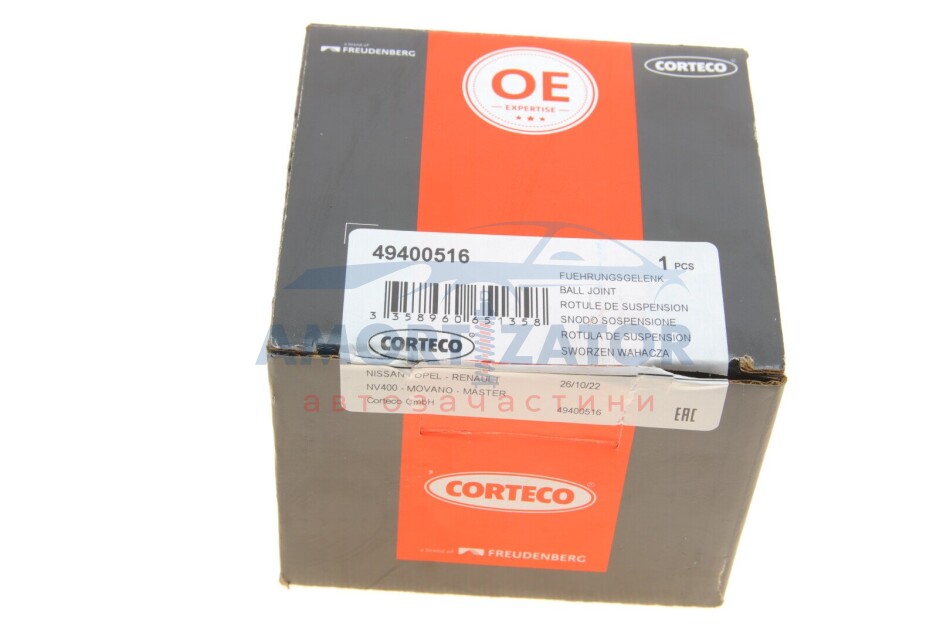 a brand of
FREUDENBERG
OE
EXPERTISE
CORTECO
49400516
1 PCS
FUEHRUNGSGELENK
BALL JOINT
ROTULE DE SUSPENSION
SNODO SOSPENSIONE
ROTULA DE SUSPENSION
SWORZEN WAHACZA
3 358960 651358
CORTECO
AMORTIZATOR
автозачастини
NISSAN - OPEL - RENAULT
NV400 - MOVANO - MASTER
Corteco GmbH
26/10/22
49400516
EAC
CORTECO
a brand of
FREUDENBERG